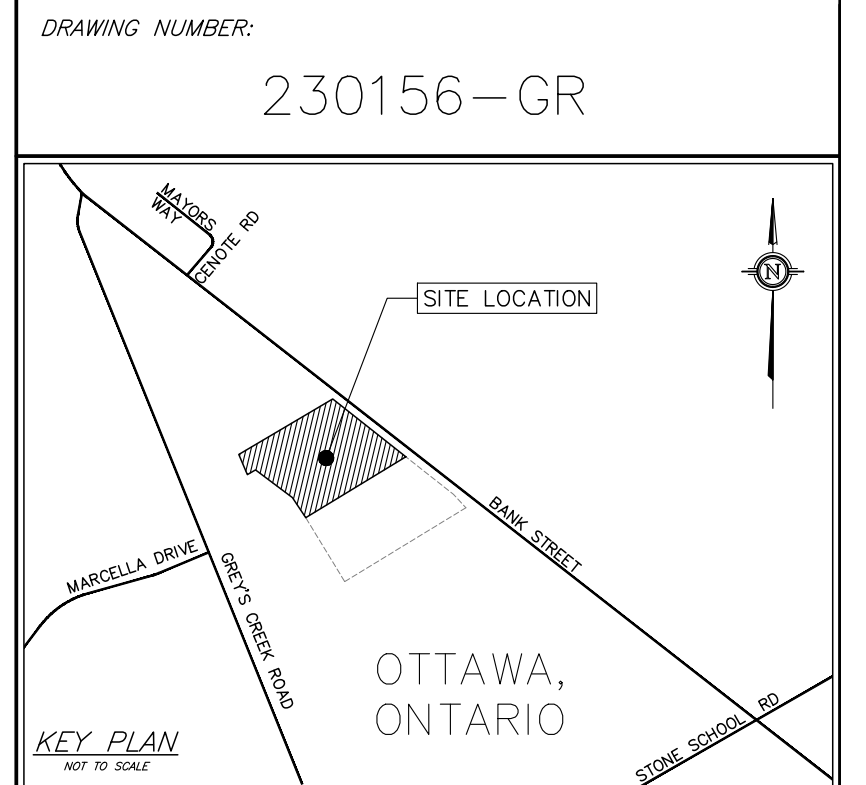 DRAWING NUMBER:
230156-GR
MAYORS
WAY
CENOTE RD
SITE LOCATION
N
BANK STREET
MARCELLA DRIVE
GREY'S CREEK ROAD
OTTAWA,
ONTARIO
STONE SCHOOL RD
KEY PLAN
NOT TO SCALE